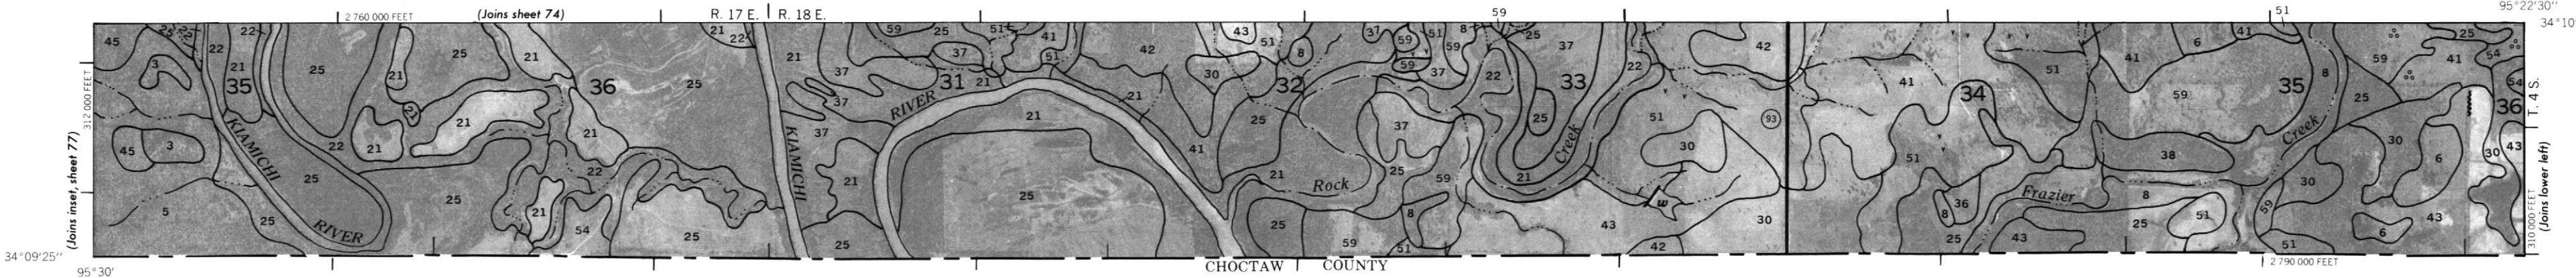 2 760 000 FEET (Joins sheet 74) R. 17 E. R. 18 E. 59 51 95°22'30''
34°10'
312 000 FEET
(Joins inset, sheet 77)
45 25 22 22 22 25 21 21 22 59 25 51 41 43 51 37 59 51 8 25 37 42 6 41 25
3 22 21 25 21 36 25 21 37 37 31 21 51 42 30 8 59 37 59 22 33 22 41 51 41 59 8 59 41 54
35 21 21 37 RIVER 21 32 34 35 25 54 36 T. 4 S.
45 3 KIAMICHI 22 21 21 KIAMICHI 37 21 41 25 37 25 Creek 51 30 93 51 38 Creek 30 6 30 43
25 22 21 25 21 Rock 25 59 21 Frazier 8 30
5 25 RIVER 25 21 54 25 25 25 59 8 51 w 43 42 30 8 36 25 43 25 51 59 51 6 43
310 000 FEET
(Joins lower left)
34°09'25''
95°30'
CHOCTAW COUNTY
2 790 000 FEET